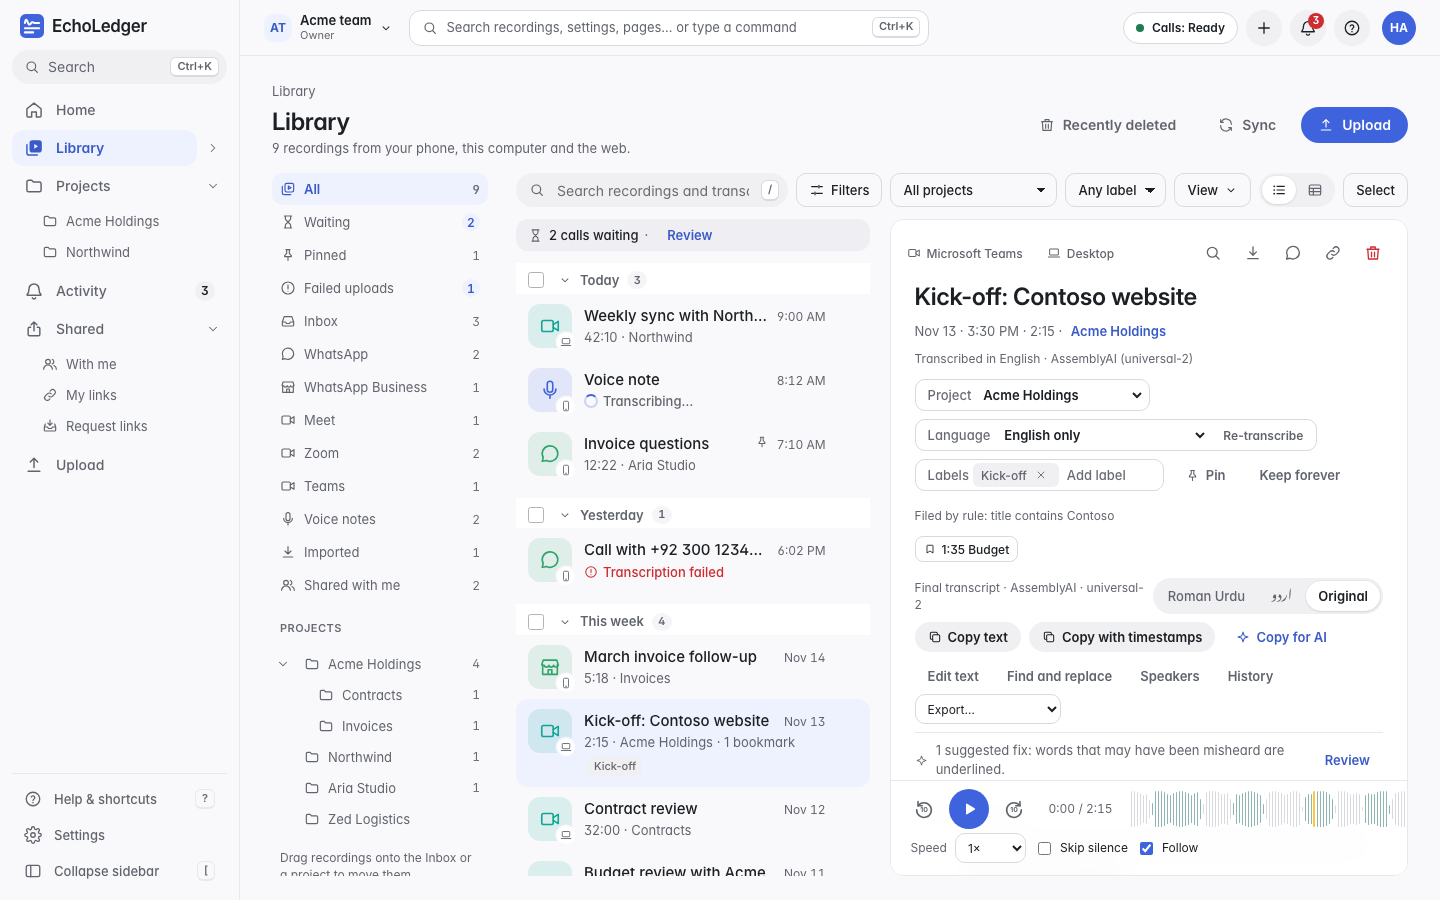 EchoLedger
Search Ctrl+K
Home
Library
Projects
Acme Holdings
Northwind
Activity 3
Shared
With me
My links
Request links
Upload
Help & shortcuts ?
Settings
Collapse sidebar [
AT Acme team
Owner
Search recordings, settings, pages... or type a command Ctrl+K
Calls: Ready
3
HA
Library
Library
9 recordings from your phone, this computer and the web.
Recently deleted Sync Upload
All 9
Waiting 2
Pinned 1
Failed uploads 1
Inbox 3
WhatsApp 2
WhatsApp Business 1
Meet 1
Zoom 2
Teams 1
Voice notes 2
Imported 1
Shared with me 2
PROJECTS
Acme Holdings 4
Contracts 1
Invoices 1
Northwind 1
Aria Studio 1
Zed Logistics
Drag recordings onto the Inbox or
a project to move them
Search recordings and transc /
Filters All projects Any label View Select
2 calls waiting · Review
Today 3
Weekly sync with North... 9:00 AM
42:10 · Northwind
Voice note 8:12 AM
Transcribing...
Invoice questions 7:10 AM
12:22 · Aria Studio
Yesterday 1
Call with +92 300 1234... 6:02 PM
Transcription failed
This week 4
March invoice follow-up Nov 14
5:18 · Invoices
Kick-off: Contoso website Nov 13
2:15 · Acme Holdings · 1 bookmark
Kick-off
Contract review Nov 12
32:00 · Contracts
Budget review with Acme Nov 11
Microsoft Teams Desktop
Kick-off: Contoso website
Nov 13 · 3:30 PM · 2:15 · Acme Holdings
Transcribed in English · AssemblyAI (universal-2)
Project Acme Holdings
Language English only Re-transcribe
Labels Kick-off × Add label Pin Keep forever
Filed by rule: title contains Contoso
1:35 Budget
Final transcript · AssemblyAI · universal-
2
Roman Urdu اردو Original
Copy text Copy with timestamps Copy for AI
Edit text Find and replace Speakers History
Export...
1 suggested fix: words that may have been misheard are
underlined.
Review
10 10 0:00 / 2:15
Speed 1× Skip silence Follow